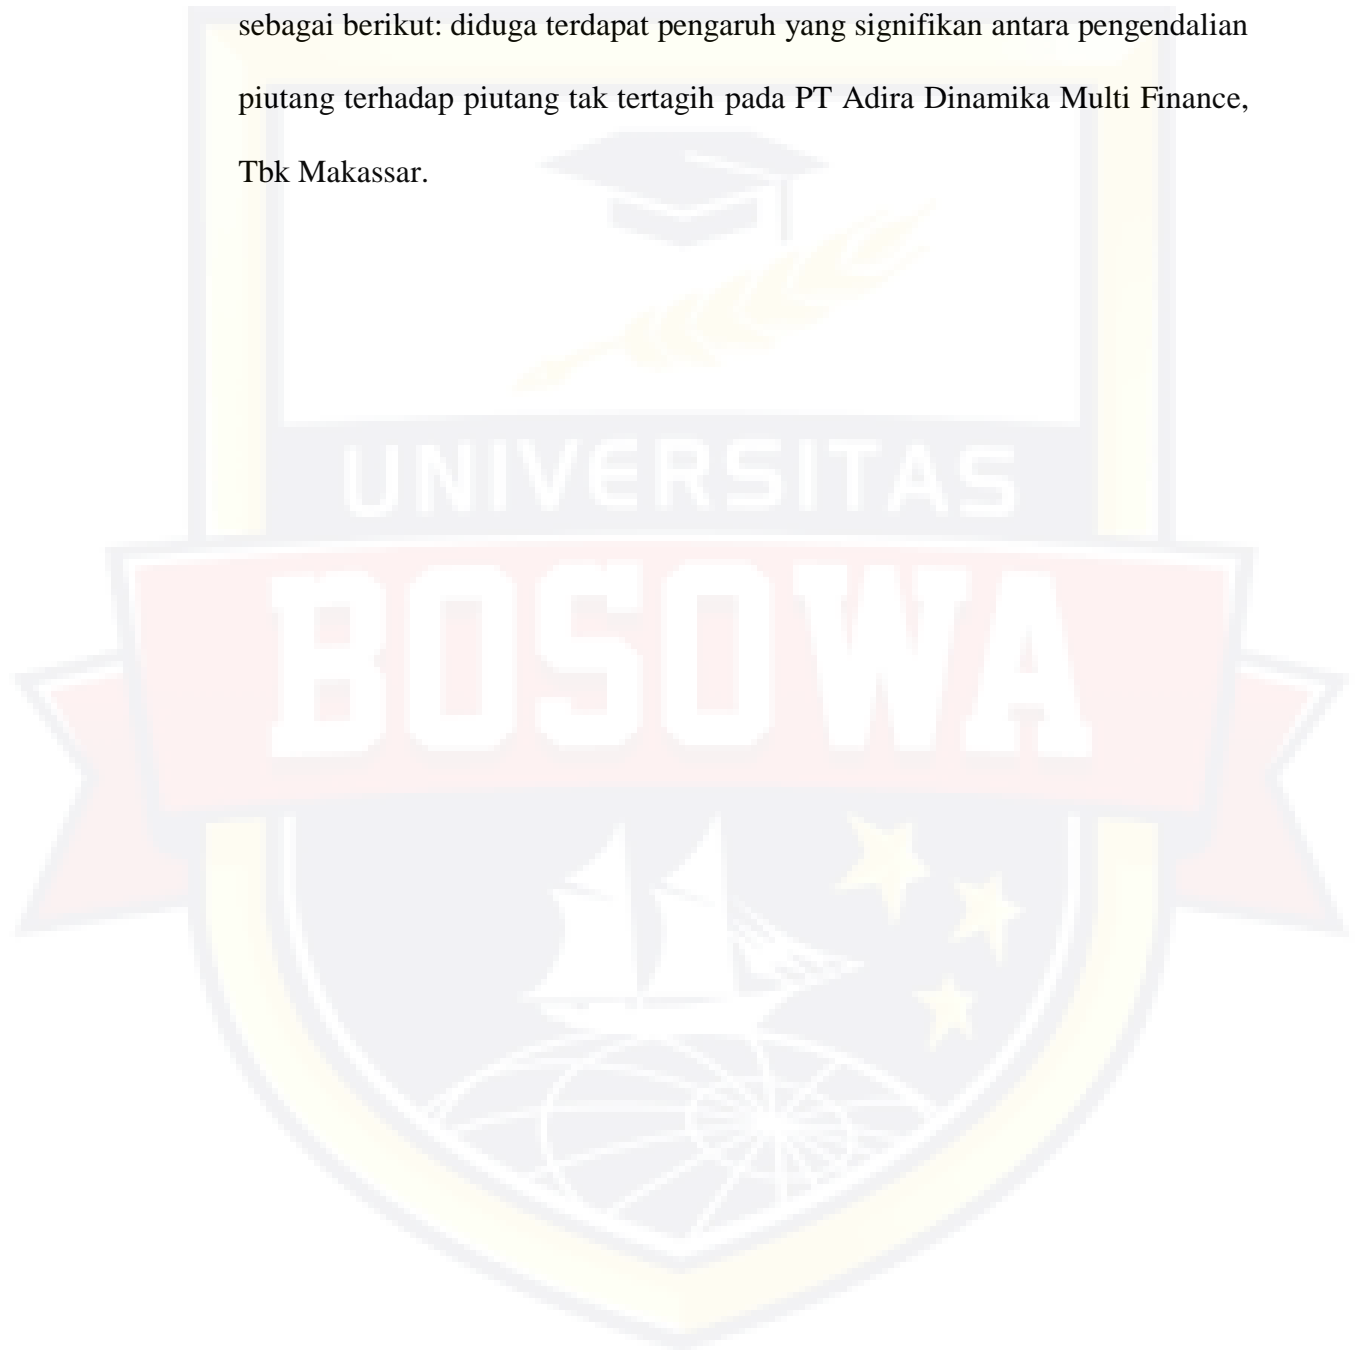 sebagai berikut: diduga terdapat pengaruh yang signifikan antara pengendalian
piutang terhadap piutang tak tertagih pada PT Adira Dinamika Multi Finance,
Tbk Makassar.
UNIVERSITAS
BOSOWA